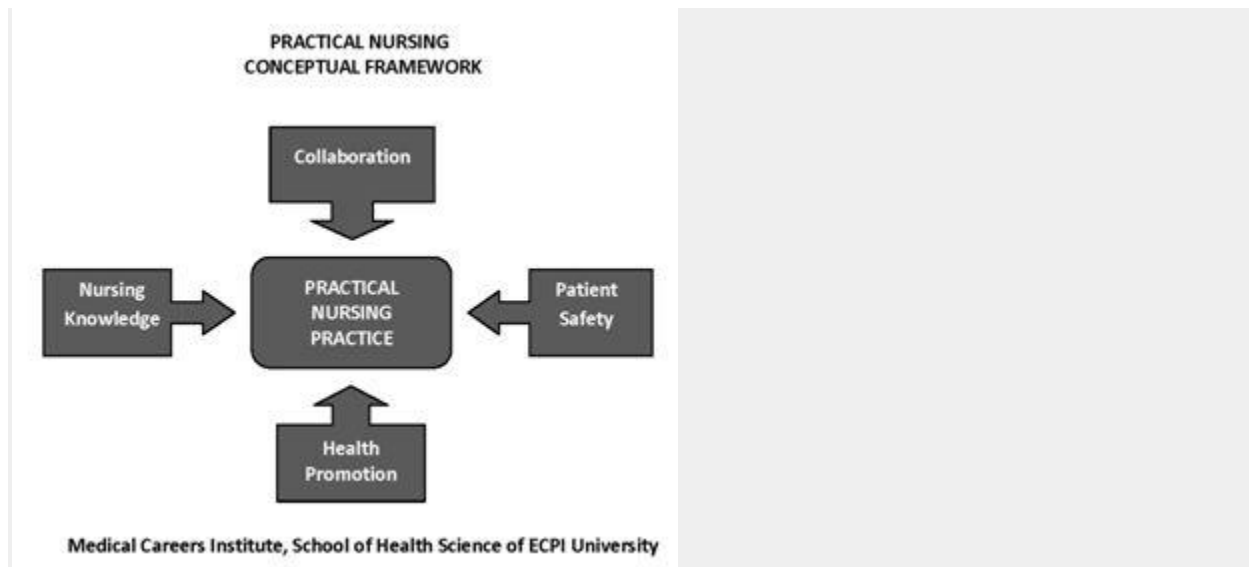 PRACTICAL NURSING
CONCEPTUAL FRAMEWORK
Collaboration
Nursing
Knowledge
PRACTICAL
NURSING
PRACTICE
Patient
Safety
Health
Promotion
Medical Careers Institute, School of Health Science of ECPI University